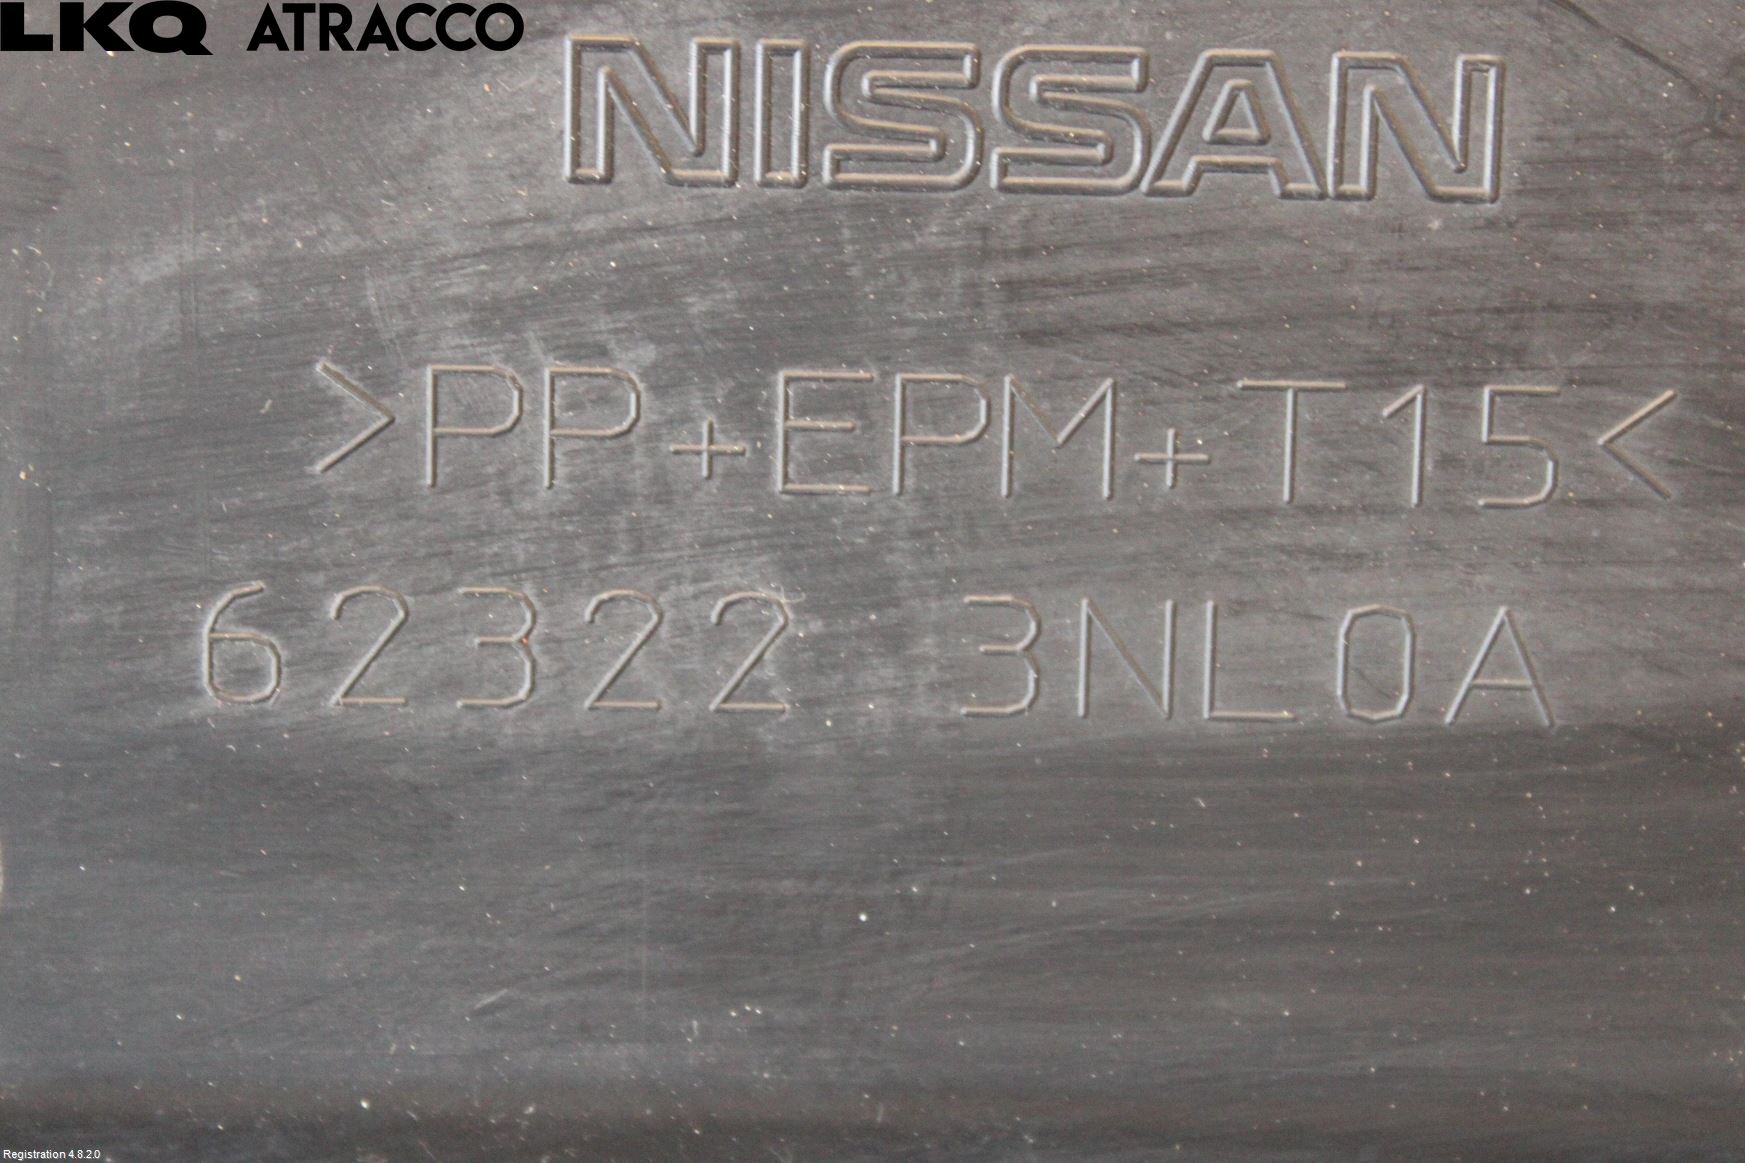 LKQ ATRACCO
NISSAN
>PP+EPM+T15<
62322 3NL0A
Registration 4.8.2.0